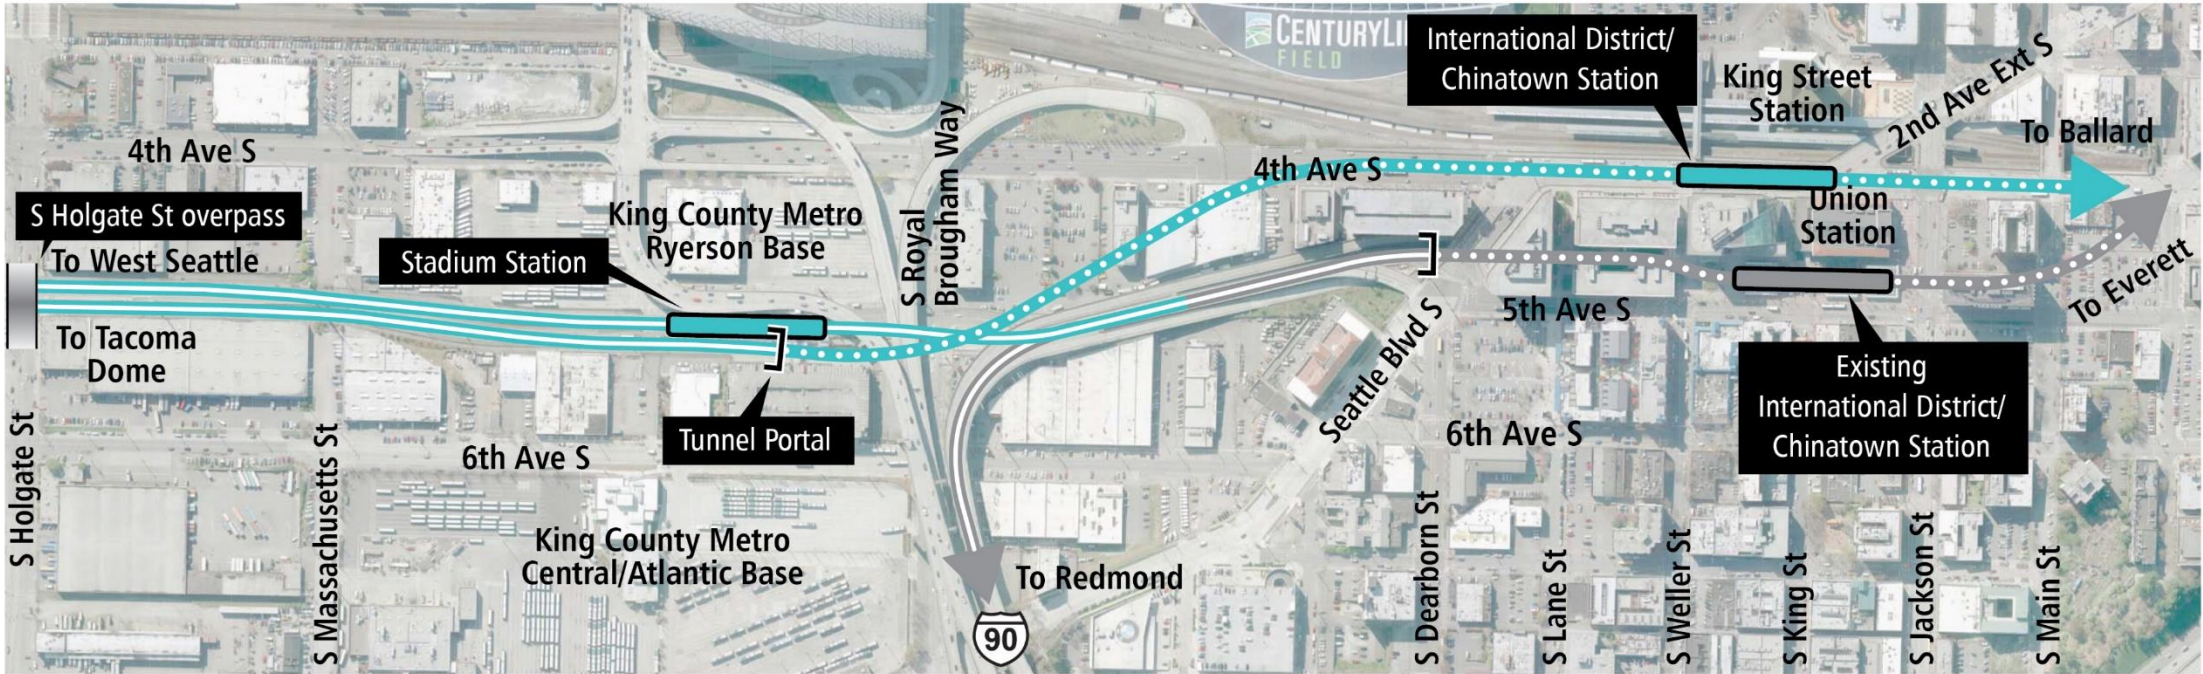 CENTURYLI
FIELD
International District/
Chinatown Station
King Street
Station
2nd Ave Ext S
To Ballard
4th Ave S
4th Ave S
S Holgate St overpass
To West Seattle
King County Metro
Ryerson Base
Stadium Station
S Royal
Brougham Way
Union
Station
To Everett
To Tacoma
Dome
5th Ave S
Existing
International District/
Chinatown Station
Tunnel Portal
Seattle Blvd S
6th Ave S
6th Ave S
King County Metro
Central/Atlantic Base
To Redmond
90
S Holgate St
S Massachusetts St
S Dearborn St
S Lane St
S Weller St
S King St
S Jackson St
S Main St